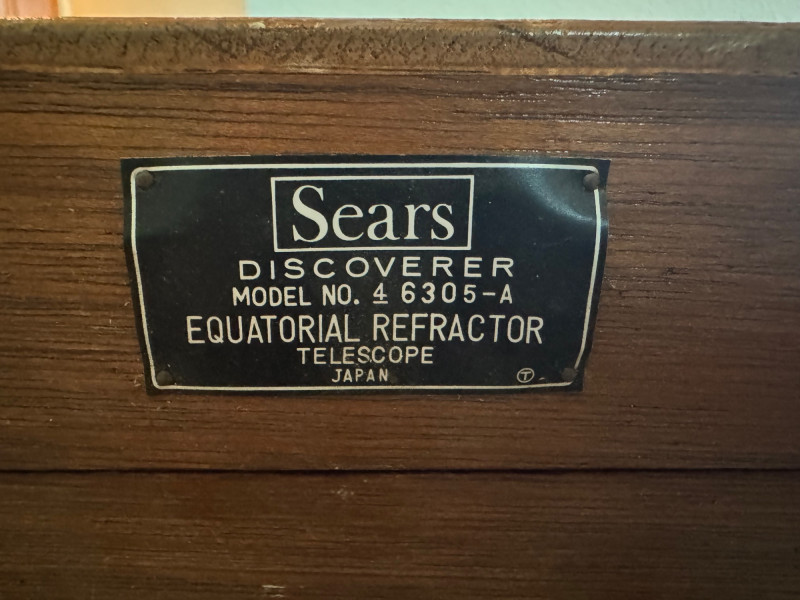 Sears
DISCOVERER
MODEL NO. 4 6305-A
EQUATORIAL REFRACTOR
TELESCOPE
JAPAN
T